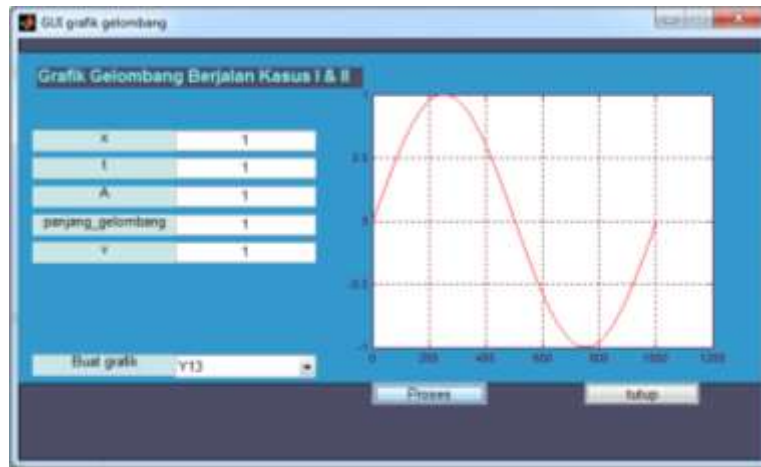 GUI grafik gelombang
Grafik Gelombang Berjalan Kasus I & II
x 1
t 1
A 1
panjang_gelombang 1
v 1
Buat grafik Y13
1
0.5
0
-0.5
-1
0 200 400 600 800 1000 1200
Proses tutup